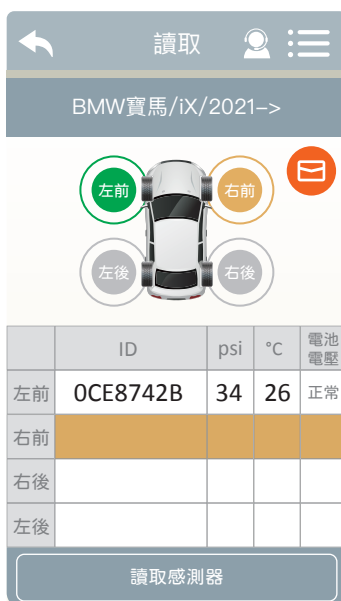 讀取
BMW寶馬/iX/2021->
左前 右前
左後 右後
ID psi °C 電池電壓
左前 0CE8742B 34 26 正常
右前
右後
左後
讀取感測器